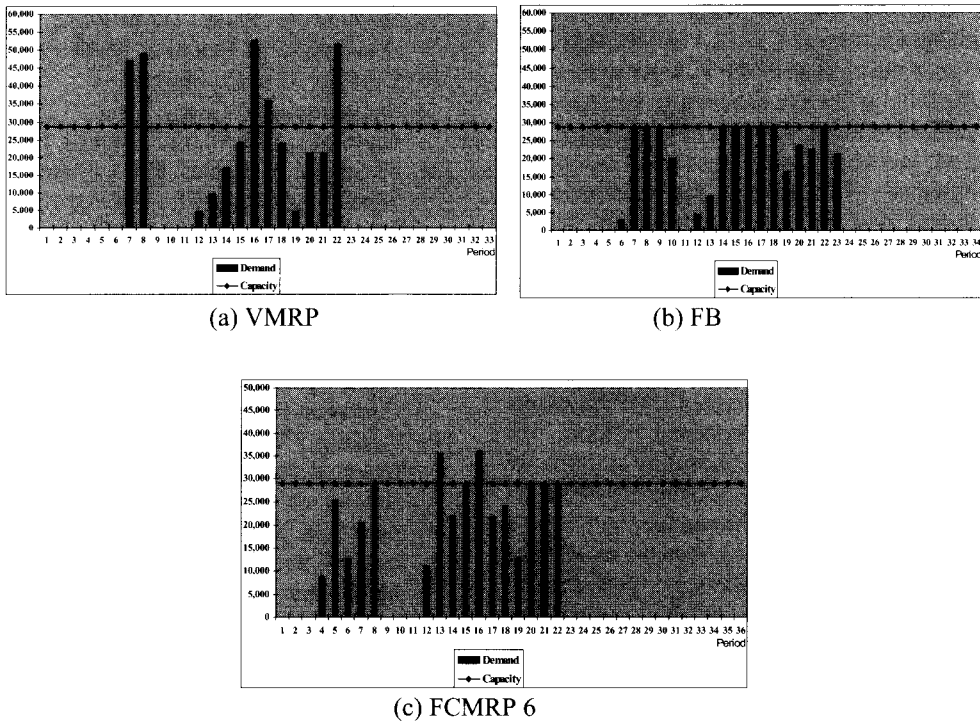 60,000
55,000
50,000
45,000
40,000
35,000
30,000
25,000
20,000
15,000
10,000
5,000
0
1 2 3 4 5 6 7 8 9 10 11 12 13 14 15 16 17 18 19 20 21 22 23 24 25 26 27 28 29 30 31 32 33
Period
Demand
Capacity
(a) VMRP
60,000
55,000
50,000
45,000
40,000
35,000
30,000
25,000
20,000
15,000
10,000
5,000
0
1 2 3 4 5 6 7 8 9 10 11 12 13 14 15 16 17 18 19 20 21 22 23 24 25 26 27 28 29 30 31 32 33 34
Period
Demand
Capacity
(b) FB
50,000
45,000
40,000
35,000
30,000
25,000
20,000
15,000
10,000
5,000
0
1 2 3 4 5 6 7 8 9 10 11 12 13 14 15 16 17 18 19 20 21 22 23 24 25 26 27 28 29 30 31 32 33 34 35 36
Period
Demand
Capacity
(c) FCMRP 6